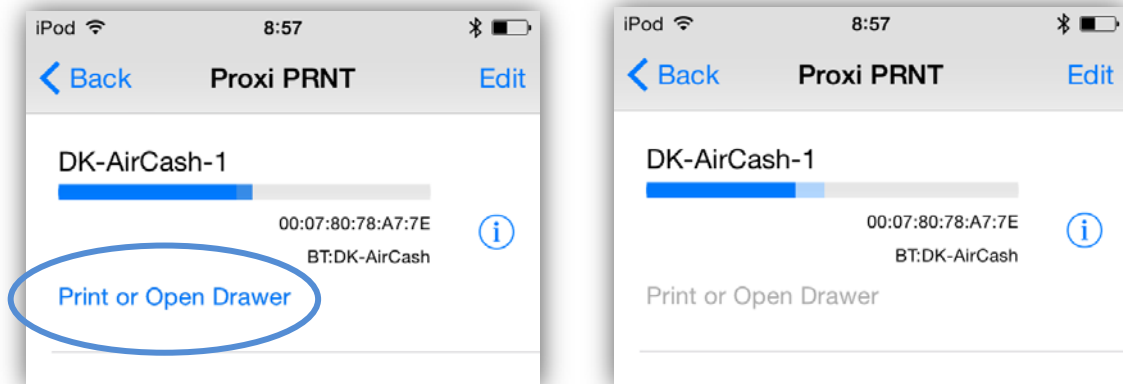 iPod 8:57
Back Proxi PRNT Edit
DK-AirCash-1
00:07:80:78:A7:7E
BT:DK-AirCash
Print or Open Drawer
iPod 8:57
Back Proxi PRNT Edit
DK-AirCash-1
00:07:80:78:A7:7E
BT:DK-AirCash
Print or Open Drawer